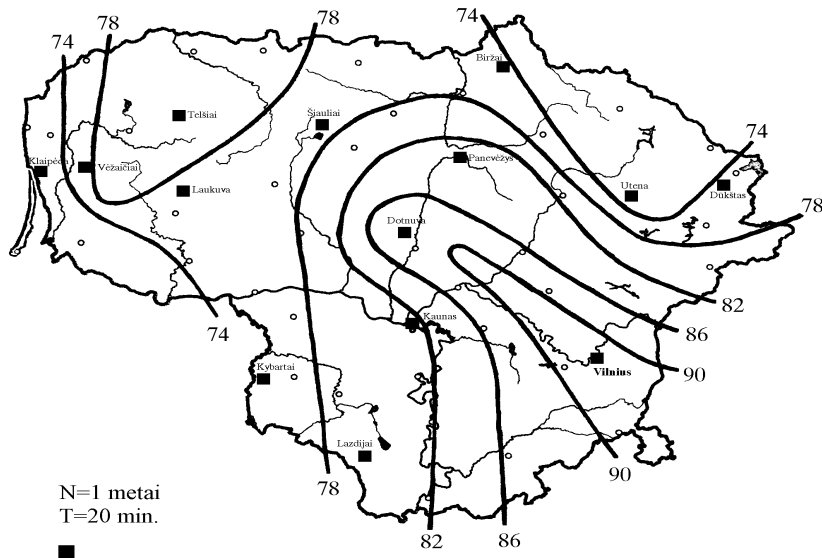 78
78
74
74
Biržai
Telšiai
Šiauliai
74
Klaipėda
Vėžaičiai
Panevėžys
Laukuva
Utena
Dūkštas
78
Dotnuva
82
74
Kaunas
86
Kybartai
Vilnius
90
Lazdijai
90
78
N=1 metai
T=20 min.
82
86